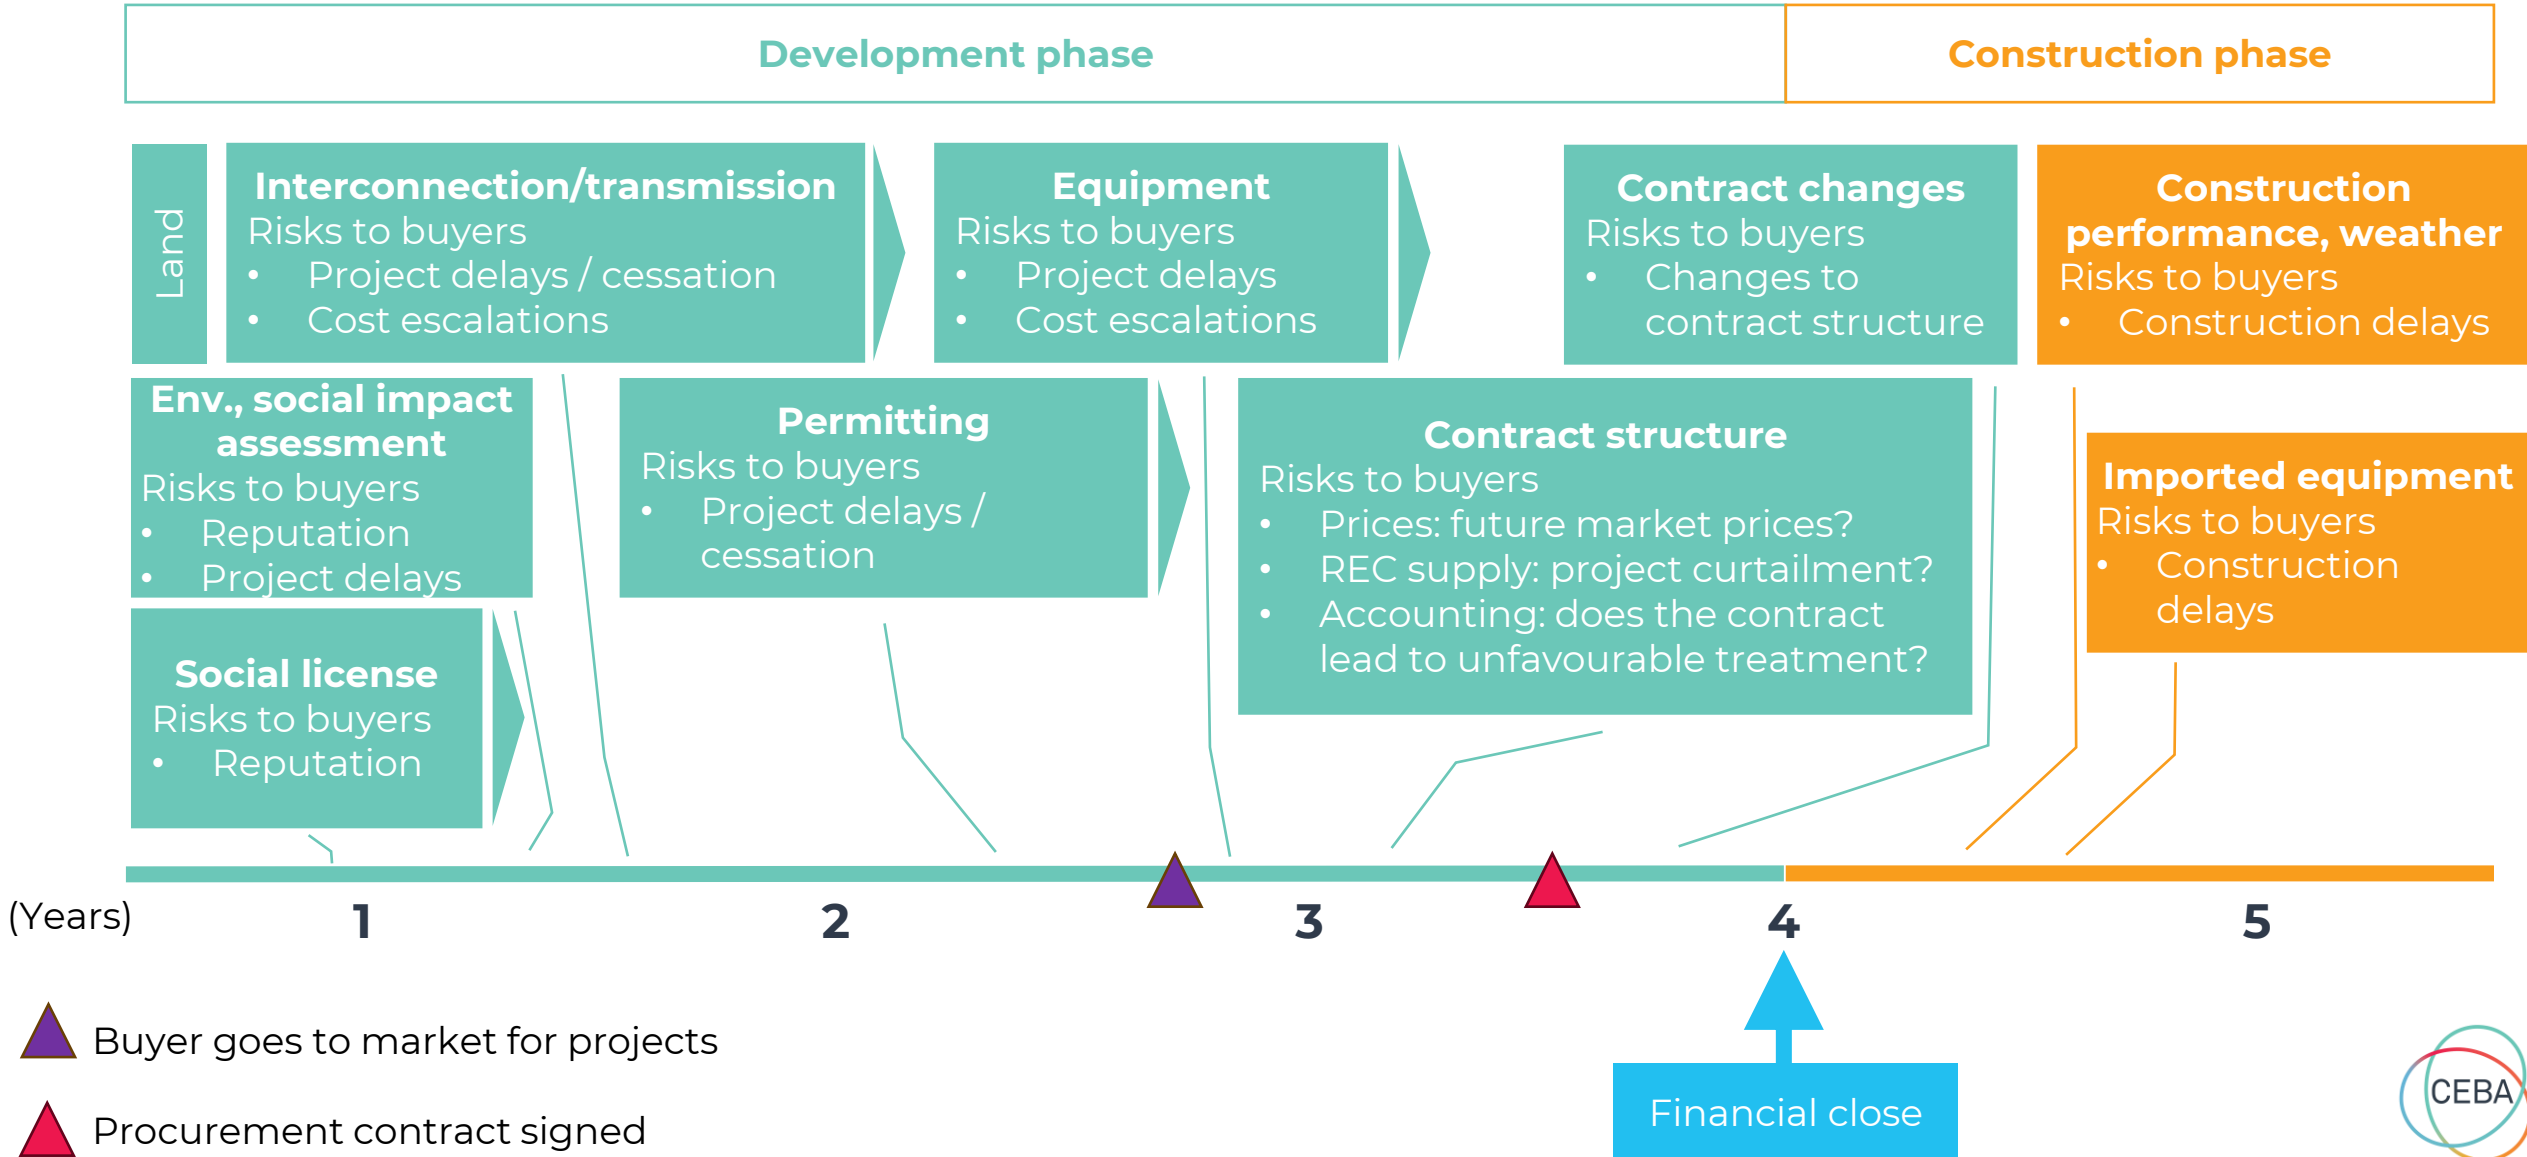 Development phase
Construction phase
Land
Interconnection/transmission
Risks to buyers
• Project delays / cessation
• Cost escalations
Equipment
Risks to buyers
• Project delays
• Cost escalations
Contract changes
Risks to buyers
• Changes to
contract structure
Construction
performance, weather
Risks to buyers
• Construction delays
Env., social impact
assessment
Risks to buyers
• Reputation
• Project delays
Permitting
Risks to buyers
• Project delays /
cessation
Contract structure
Risks to buyers
• Prices: future market prices?
• REC supply: project curtailment?
• Accounting: does the contract
lead to unfavourable treatment?
Imported equipment
Risks to buyers
• Construction
delays
Social license
Risks to buyers
• Reputation
(Years)
1
2
3
4
5
Buyer goes to market for projects
Procurement contract signed
Financial close
CEBA